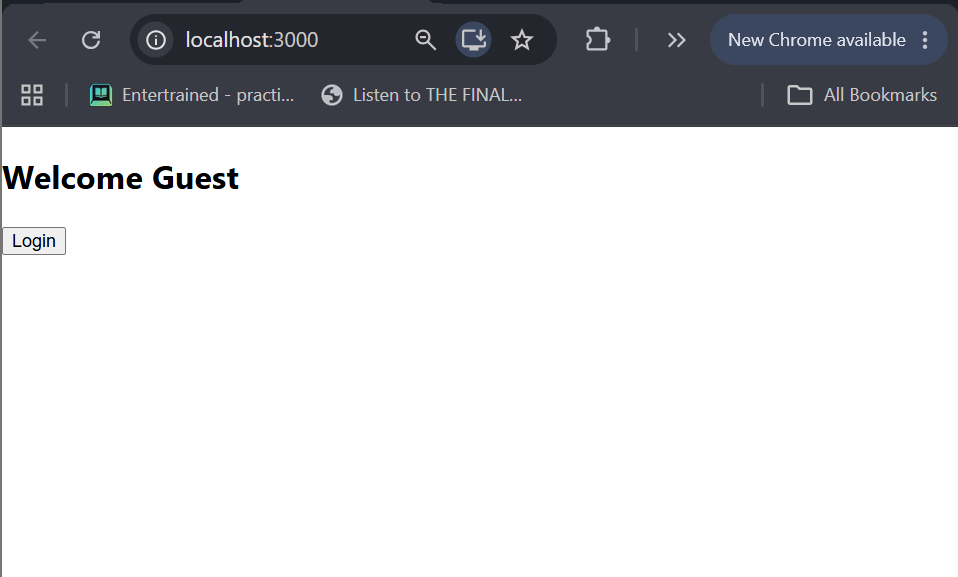 localhost:3000
New Chrome available
Entertrained - practi...
Listen to THE FINAL...
All Bookmarks
Welcome Guest
Login